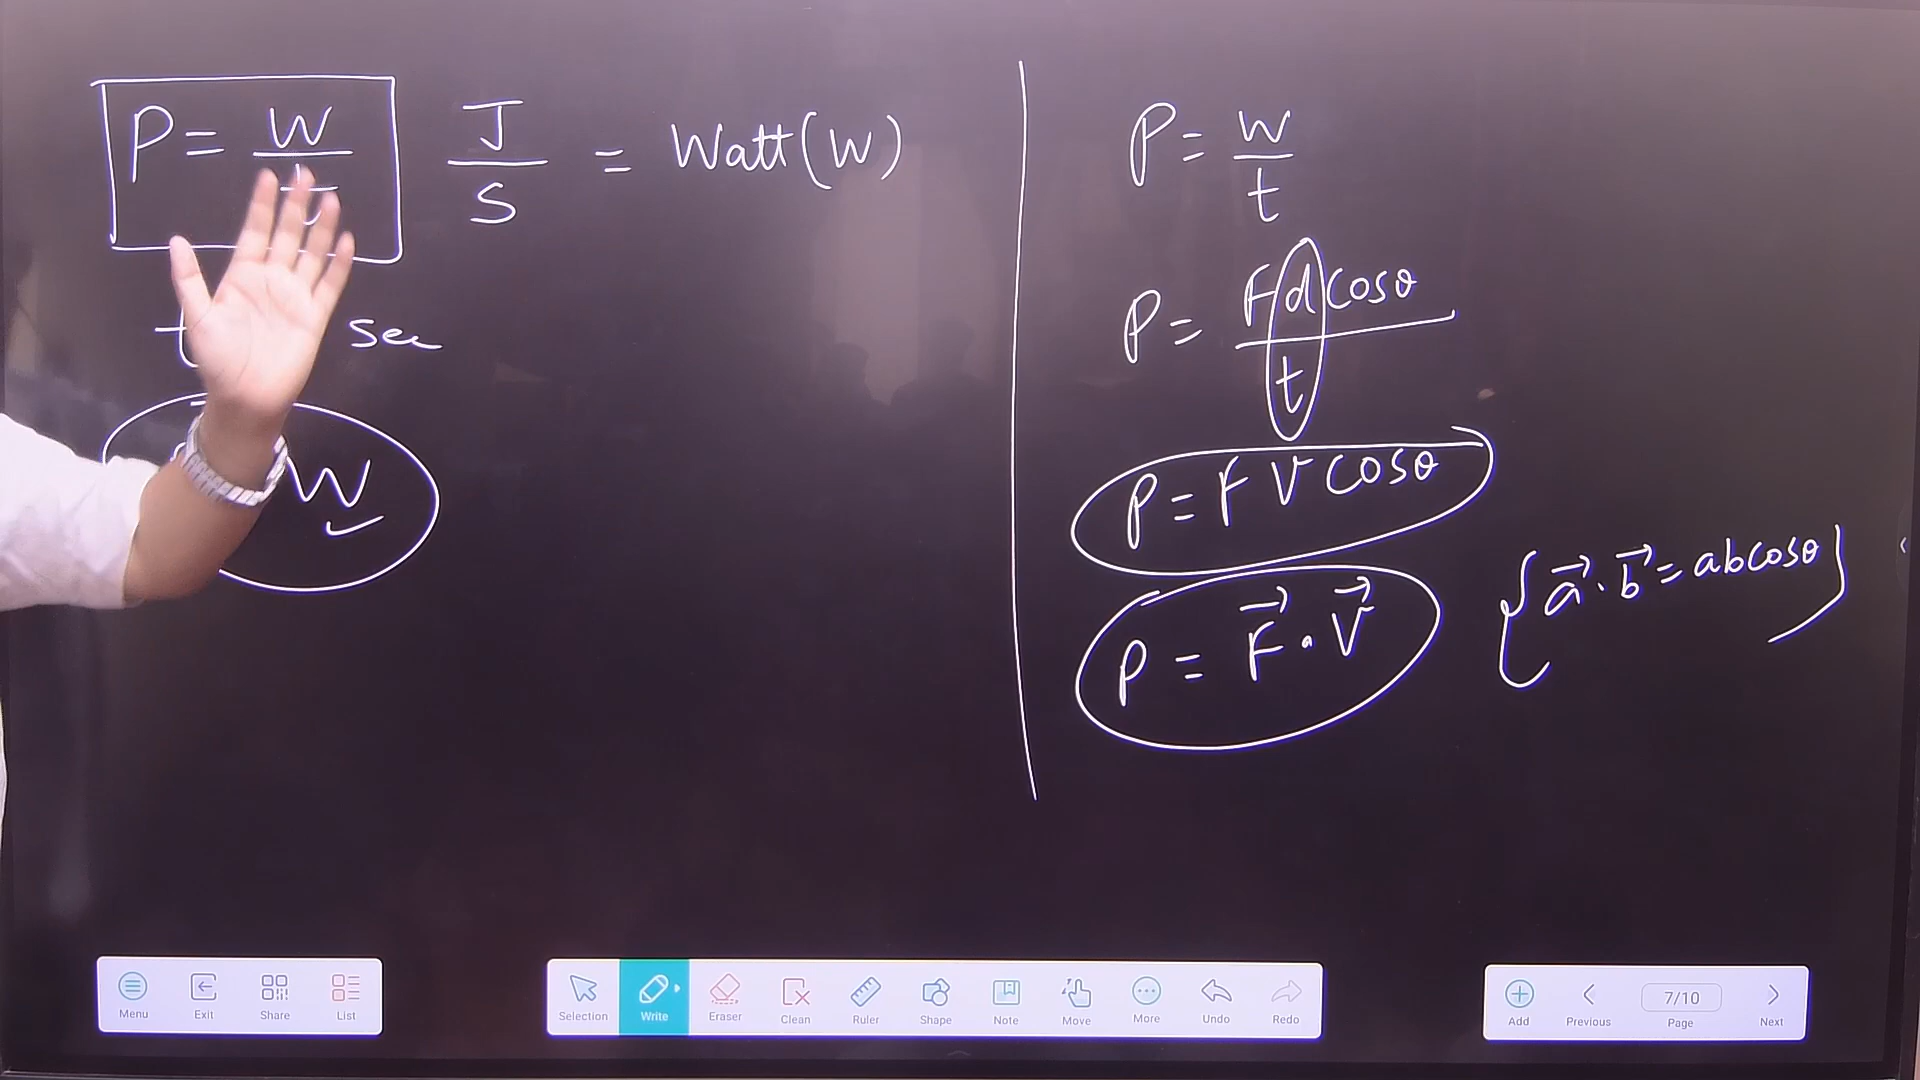 P = W/t J/S = Watt(W)
t sec
W
P = W/t
P = Fdcosθ/t
P = FVcosθ
P = F⃗ · V⃗
{a⃗ · b⃗ = abcosθ}
Menu Exit Share List
Selection Write Eraser Clean Ruler Shape Note Move More Undo Redo
Add Previous 7/10 Page Next